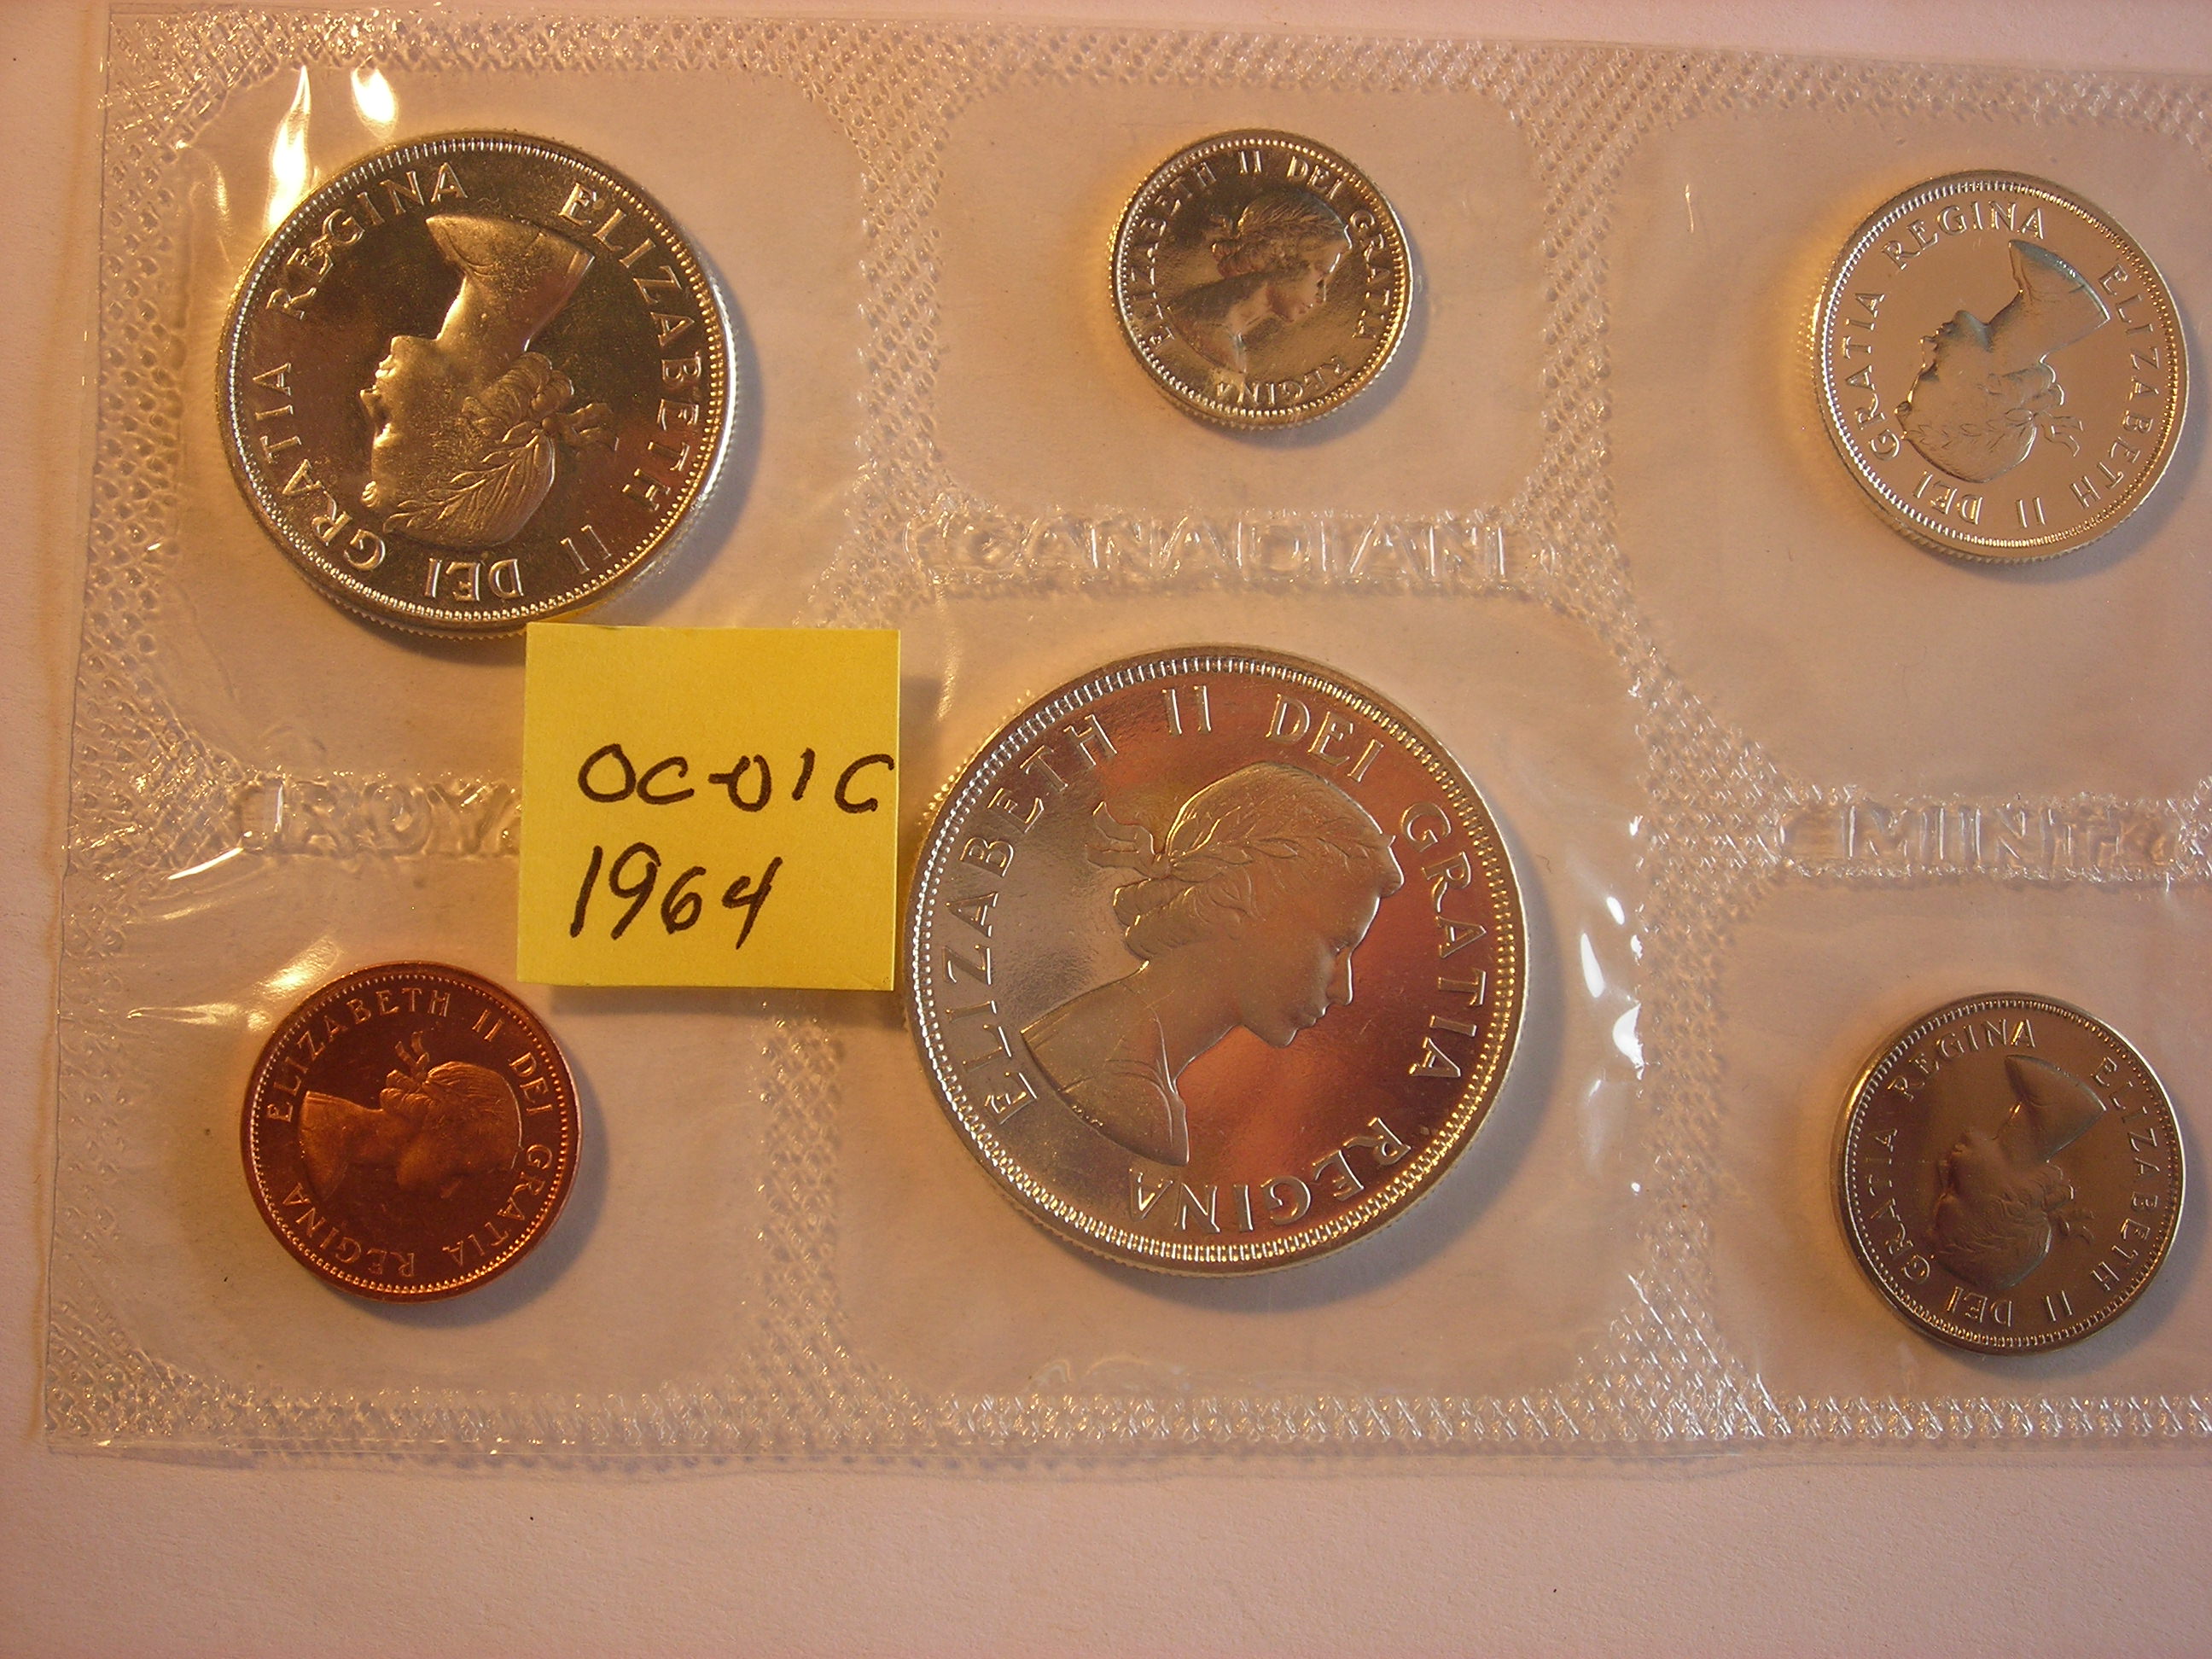 ELIZABETH II DEI GRATIA REGINA
ELIZABETH II DEI GRATIA REGINA
ELIZABETH II DEI GRATIA REGINA
CANADIAN
OC-01C
1964
ROYA
MINT
ELIZABETH II DEI GRATIA REGINA
ELIZABETH II DEI GRATIA REGINA
ELIZABETH II DEI GRATIA REGINA